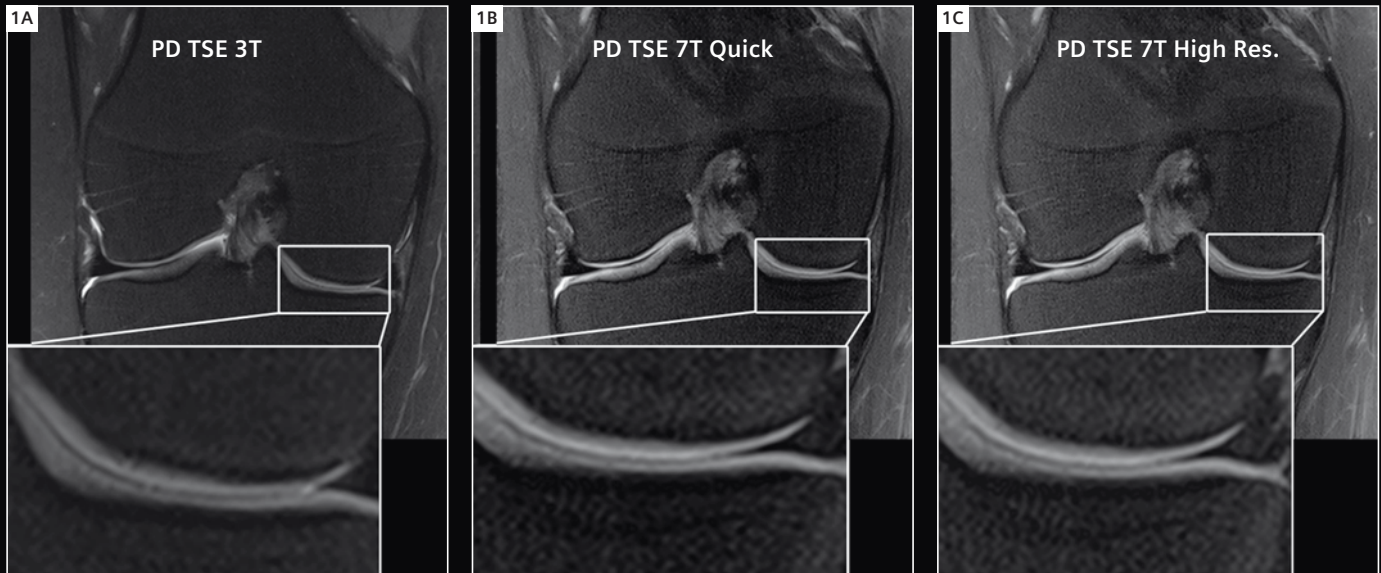 1A
PD TSE 3T
1B
PD TSE 7T Quick
1C
PD TSE 7T High Res.